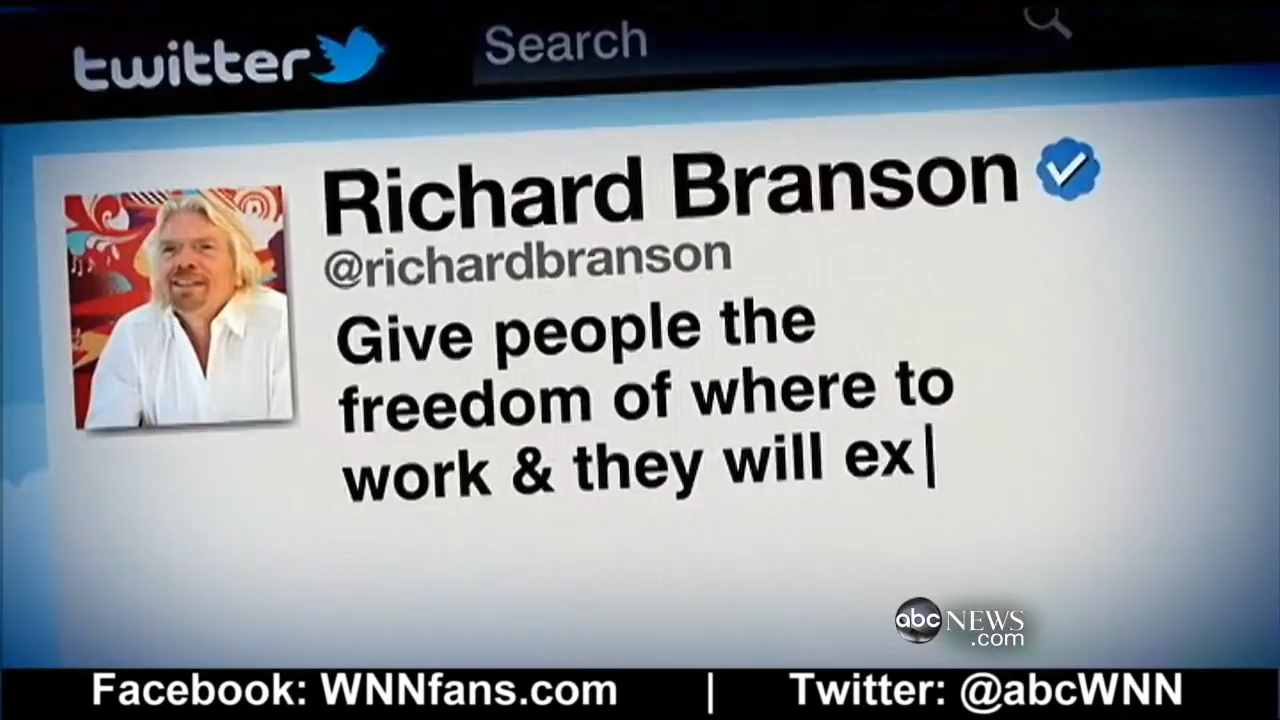 twitter
Search
Richard Branson
@richardbranson
Give people the
freedom of where to
work & they will ex
abc NEWS
.com
Facebook: WNNfans.com | Twitter: @abcWNN